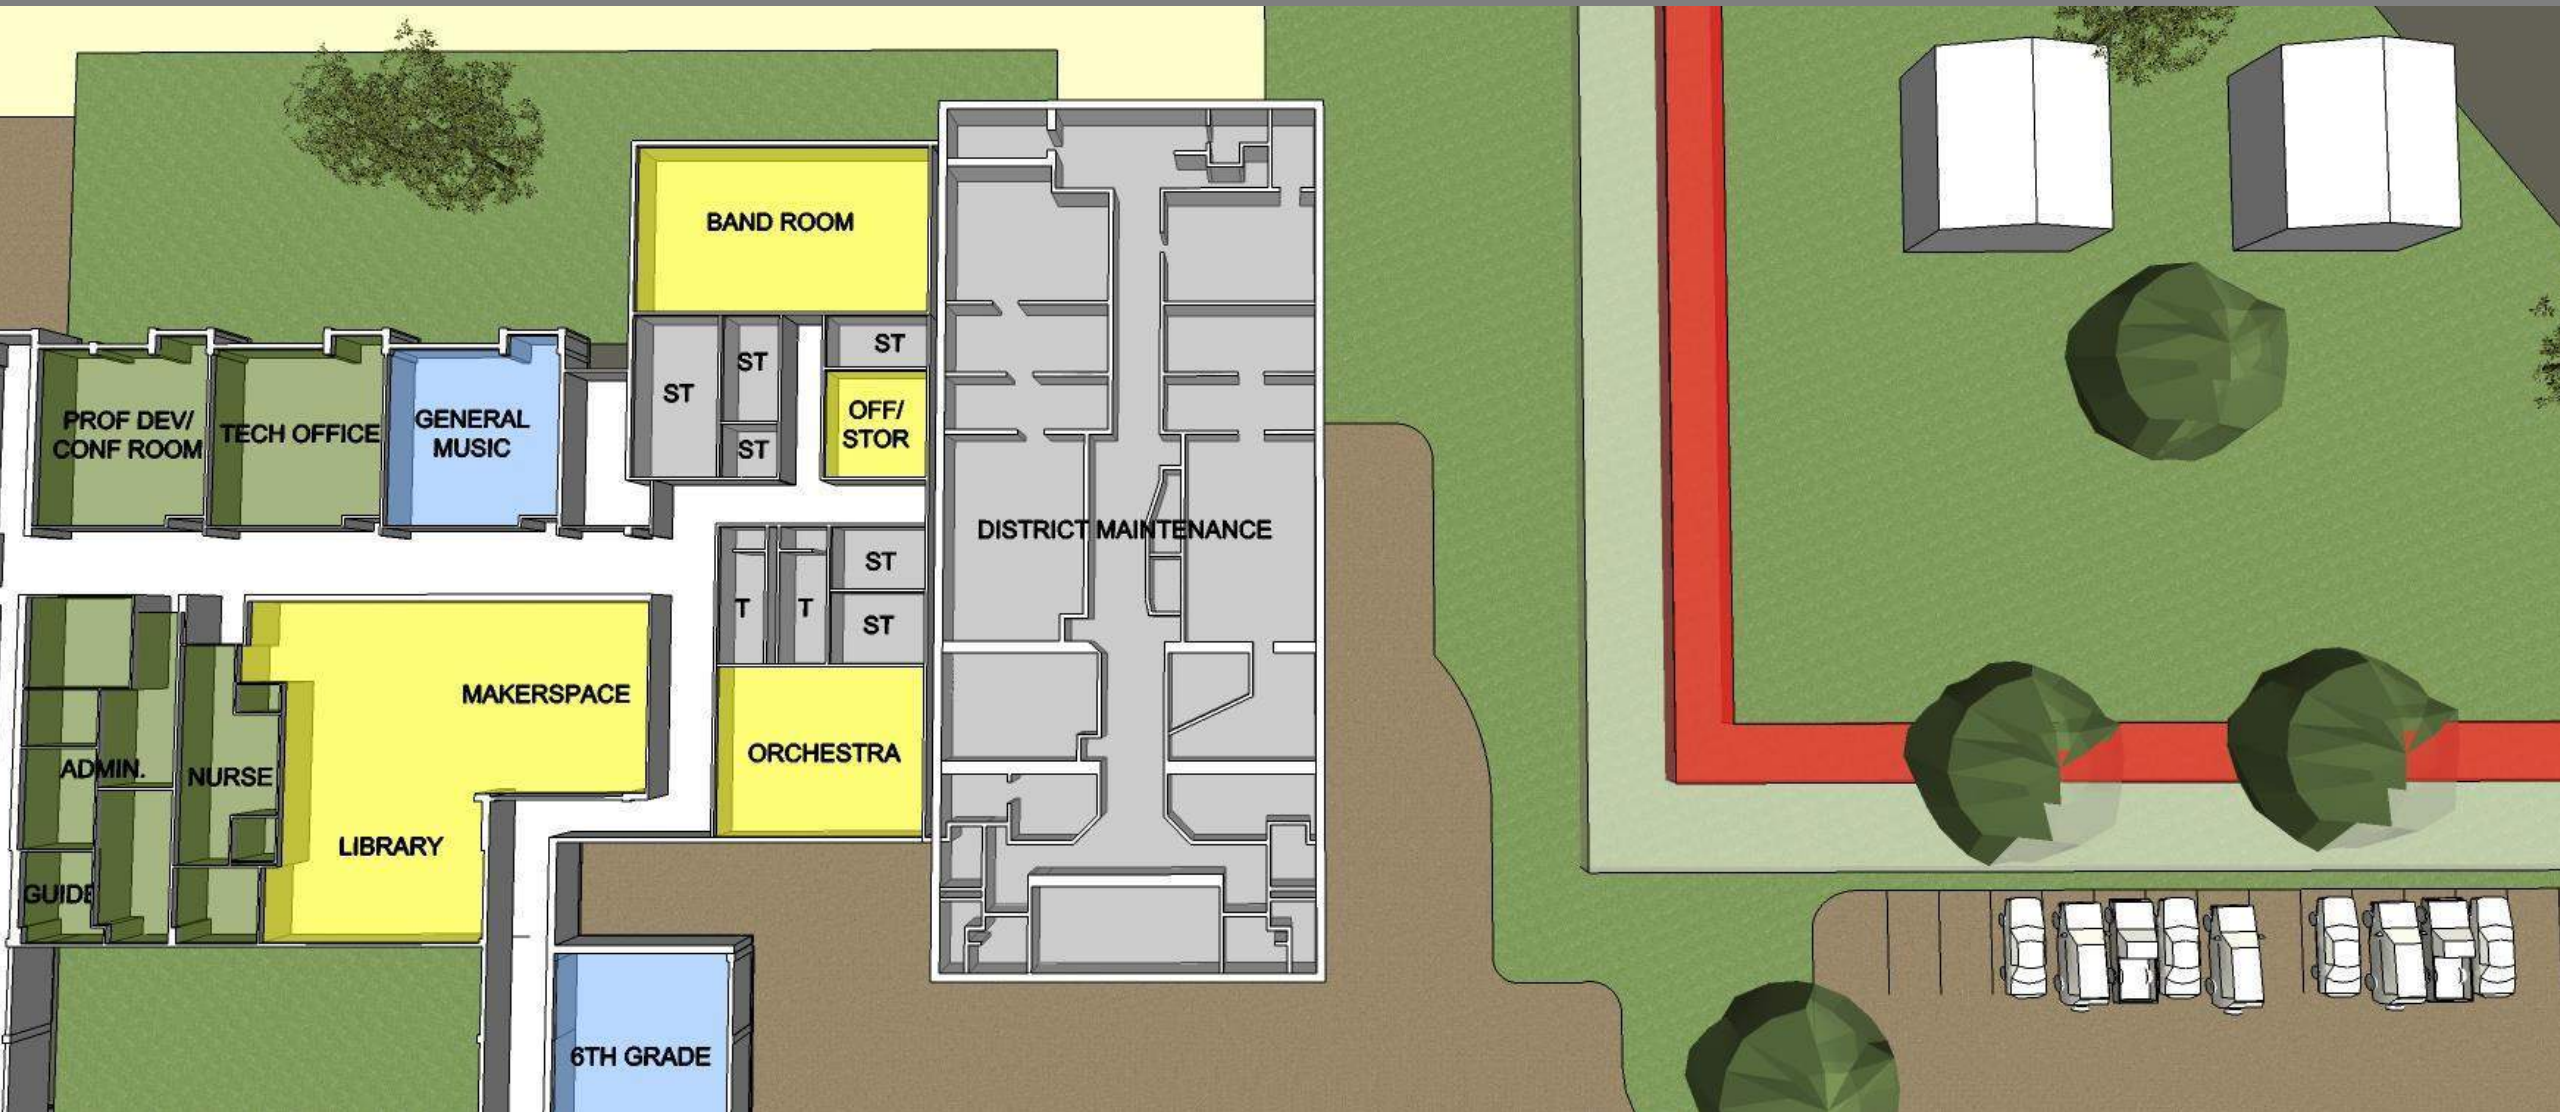 BAND ROOM
ST
ST
ST
ST
OFF/
STOR
PROF DEV/
CONF ROOM
TECH OFFICE
GENERAL
MUSIC
DISTRICT MAINTENANCE
ST
T
T
ST
MAKERSPACE
ORCHESTRA
ADMIN.
NURSE
LIBRARY
GUIDE
6TH GRADE